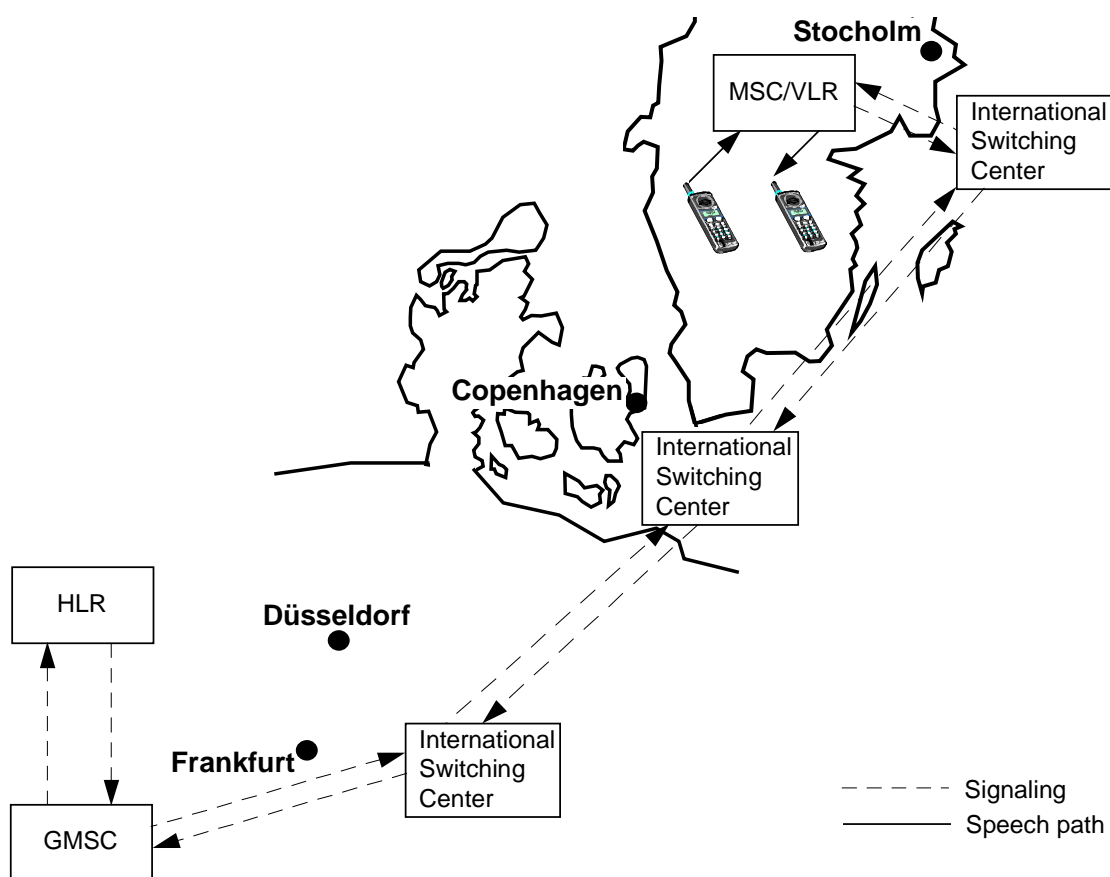 Stocholm
MSC/VLR
International
Switching
Center
Copenhagen
International
Switching
Center
HLR
Düsseldorf
Frankfurt
International
Switching
Center
GMSC
Signaling
Speech path